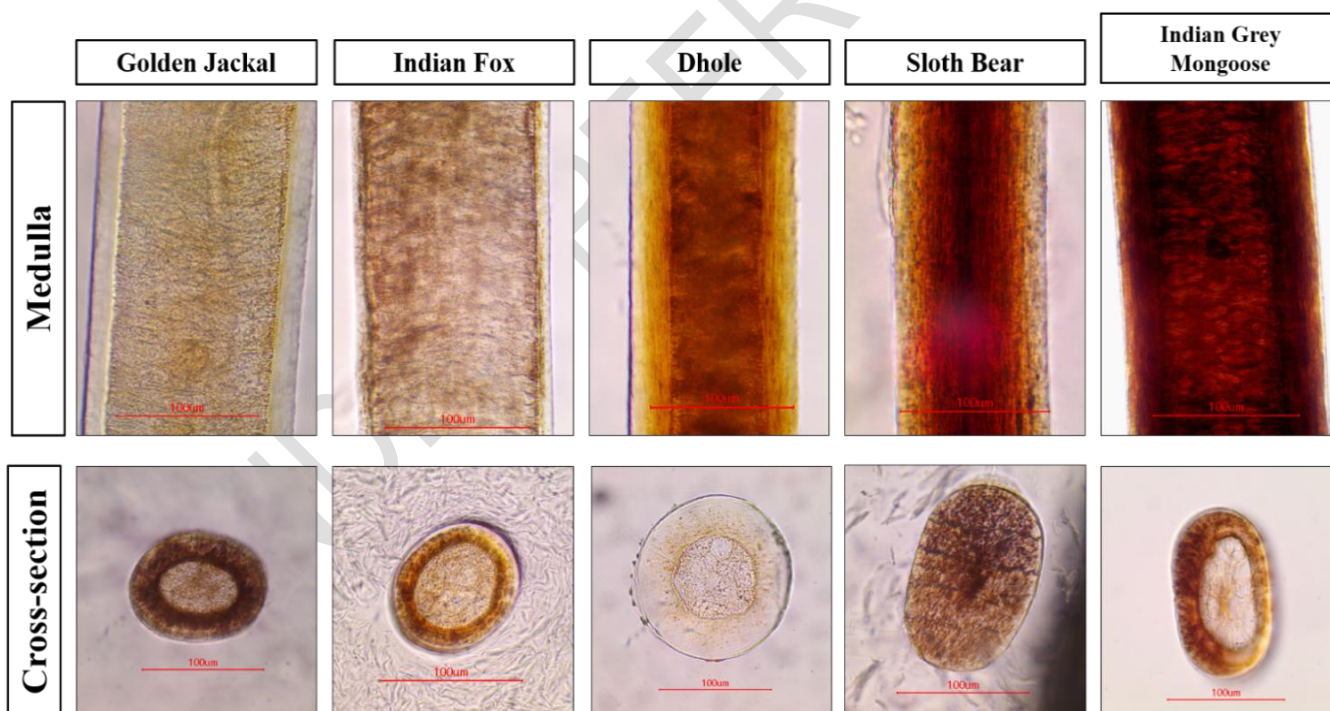 Golden Jackal
Indian Fox
Dhole
Sloth Bear
Indian Grey
Mongoose
Medulla
100um
100um
100um
100um
100um
Cross-section
100um
100um
100um
100um
100um